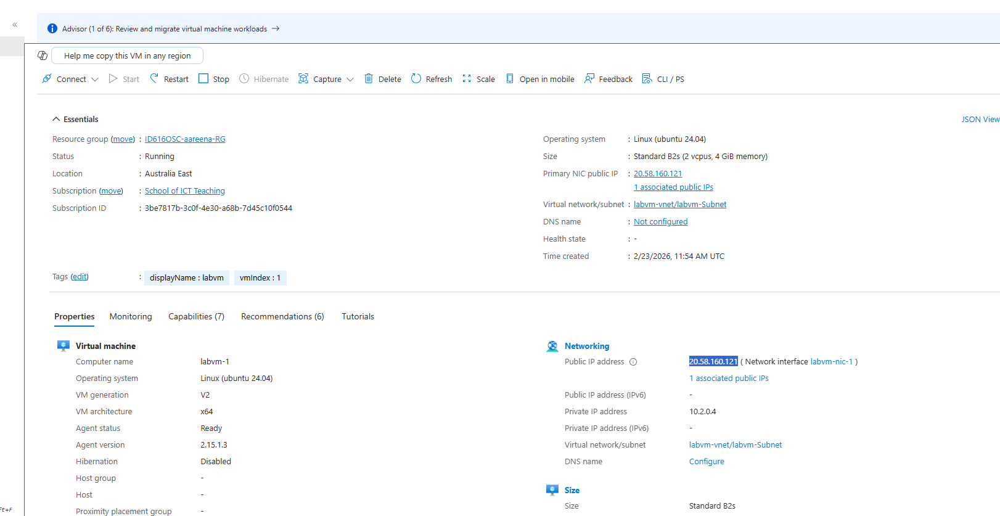 «
Advisor (1 of 6): Review and migrate virtual machine workloads →
Help me copy this VM in any region
Connect Start Restart Stop Hibernate Capture Delete Refresh Scale Open in mobile Feedback CLI / PS
Essentials JSON View
Resource group (move) : ID616OSC-aareena-RG
Status : Running
Location : Australia East
Subscription (move) : School of ICT Teaching
Subscription ID : 3be7817b-3c0f-4e30-a68b-7d45c10f0544
Operating system : Linux (ubuntu 24.04)
Size : Standard B2s (2 vcpus, 4 GiB memory)
Primary NIC public IP : 20.58.160.121
1 associated public IPs
Virtual network/subnet : labvm-vnet/labvm-Subnet
DNS name : Not configured
Health state : -
Time created : 2/23/2026, 11:54 AM UTC
Tags (edit) : displayName : labvm vmIndex : 1
Properties Monitoring Capabilities (7) Recommendations (6) Tutorials
Virtual machine
Computer name labvm-1
Operating system Linux (ubuntu 24.04)
VM generation V2
VM architecture x64
Agent status Ready
Agent version 2.15.1.3
Hibernation Disabled
Host group -
Host -
Proximity placement group -
Networking
Public IP address 20.58.160.121 ( Network interface labvm-nic-1 )
1 associated public IPs
Public IP address (IPv6) -
Private IP address 10.2.0.4
Private IP address (IPv6) -
Virtual network/subnet labvm-vnet/labvm-Subnet
DNS name Configure
Size
Size Standard B2s